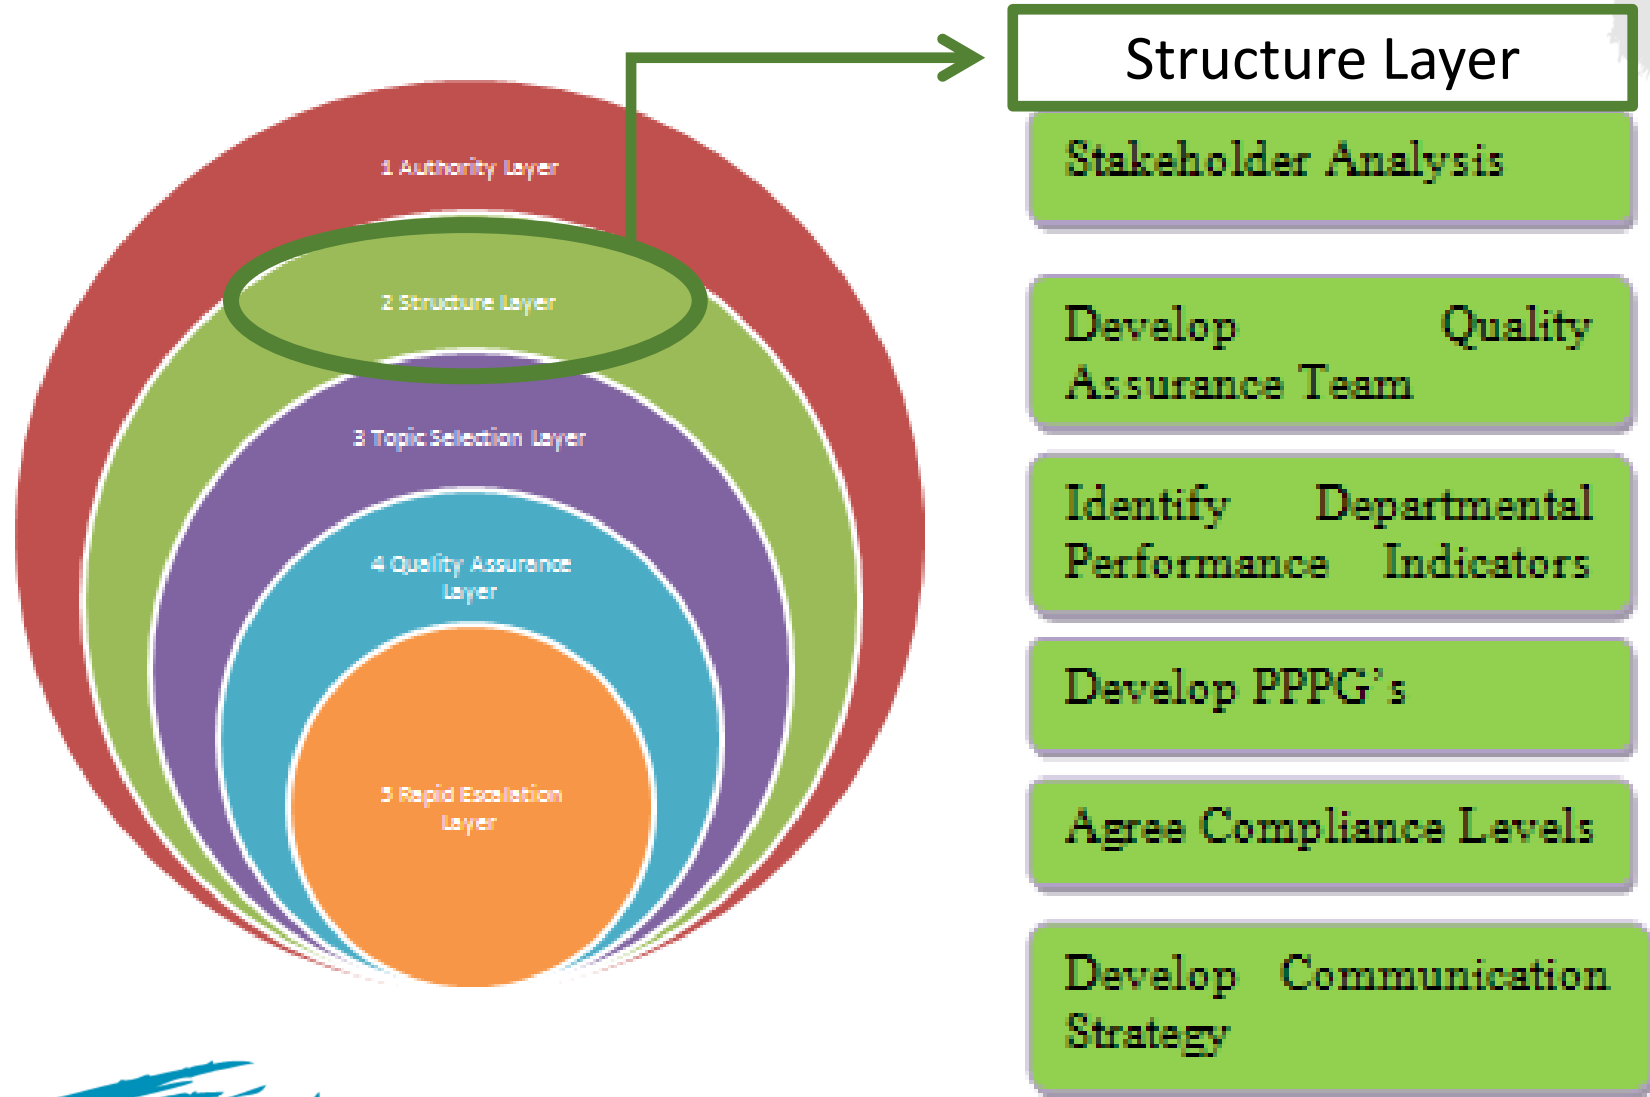 Structure Layer
1 Authority Layer
2 Structure Layer
3 Topic Selection Layer
4 Quality Assurance
Layer
5 Rapid Escalation
Layer
Stakeholder Analysis
Develop Quality
Assurance Team
Identify Departmental
Performance Indicators
Develop PPPG's
Agree Compliance Levels
Develop Communication
Strategy